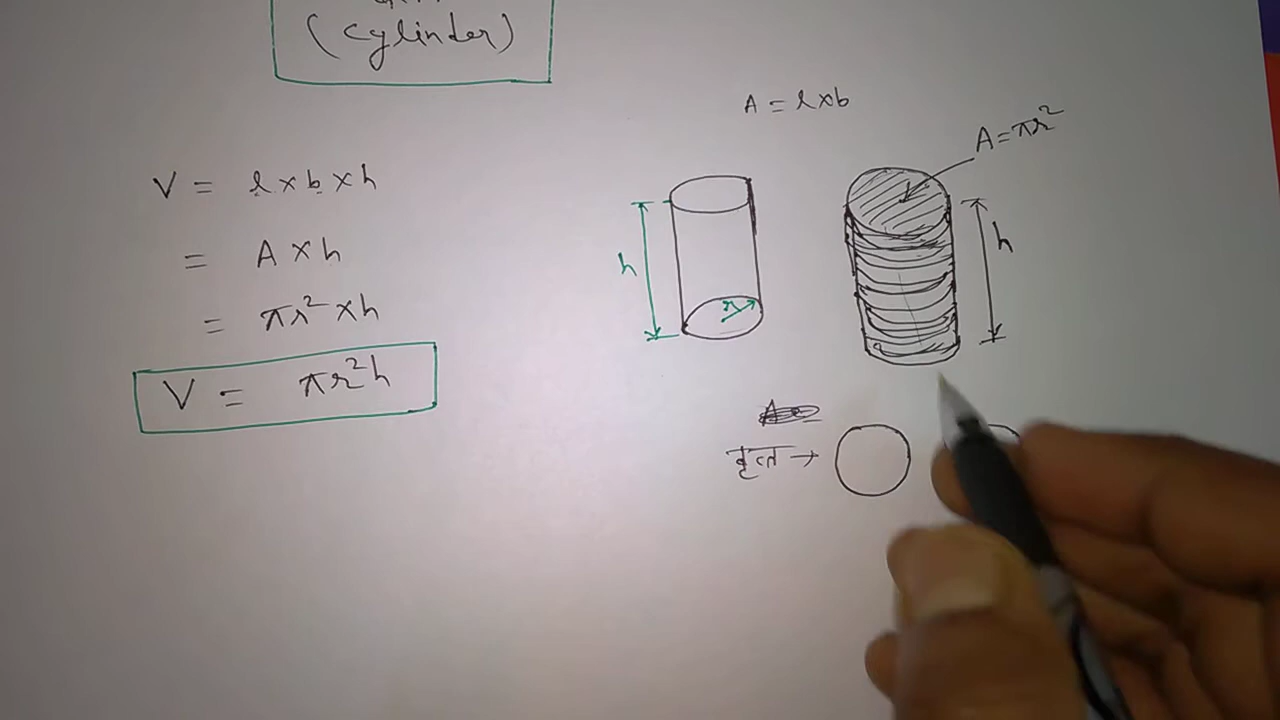 (Cylinder)
A = l×b
A=πr²
V = l×b×h
= A×h
= πr²×h
V = πr²h
h
r
h
वृत्त →